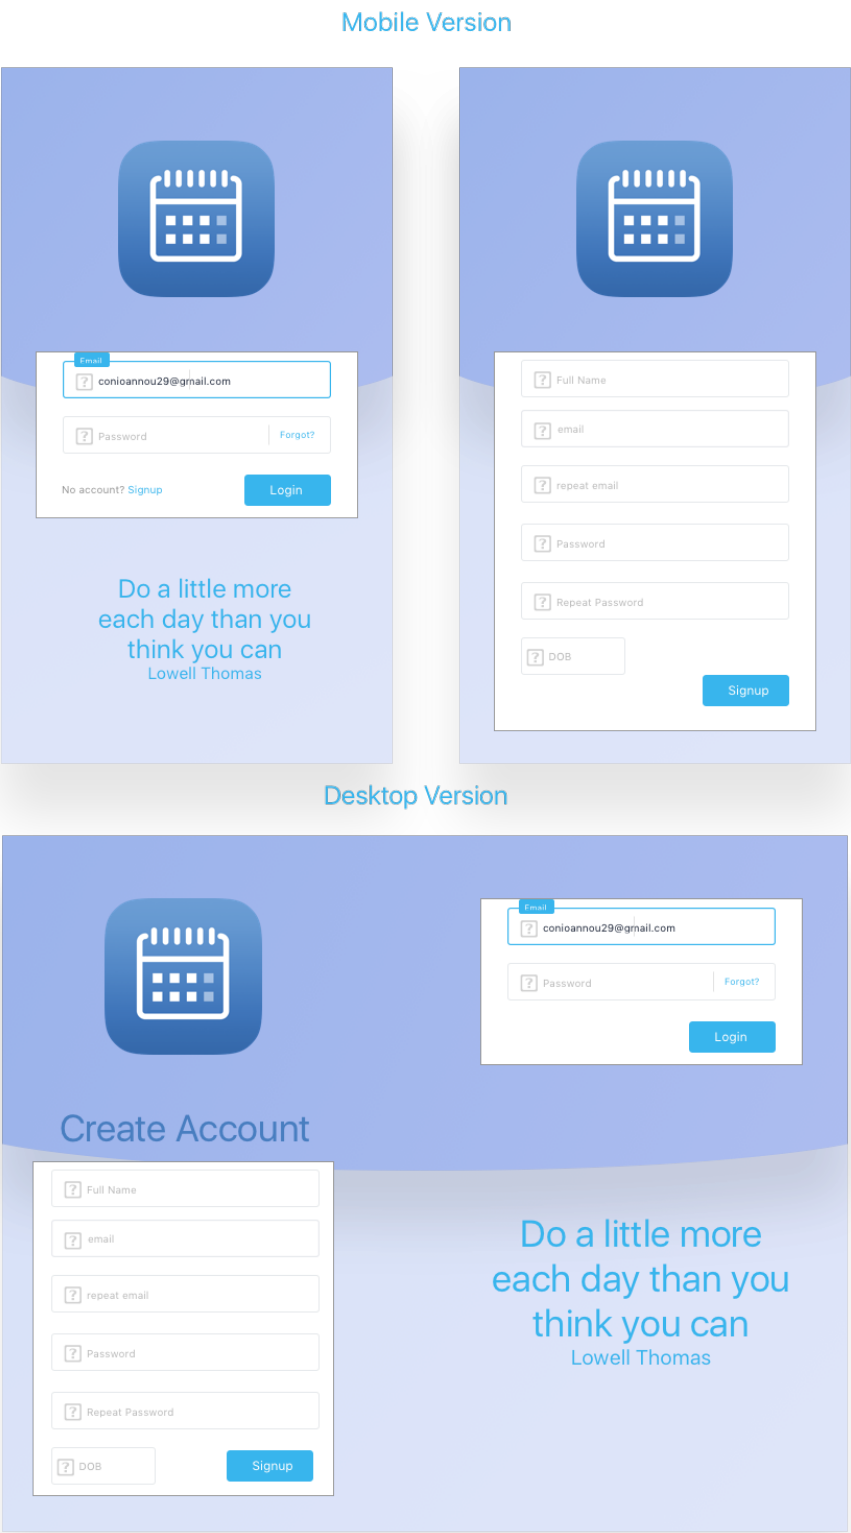 Mobile Version
Email
conioannou29@gmail.com
Password
Forgot?
No account? Signup
Login
Do a little more
each day than you
think you can
Lowell Thomas
Full Name
email
repeat email
Password
Repeat Password
DOB
Signup
Desktop Version
Create Account
Full Name
email
repeat email
Password
Repeat Password
DOB
Signup
Email
conioannou29@gmail.com
Password
Forgot?
Login
Do a little more
each day than you
think you can
Lowell Thomas